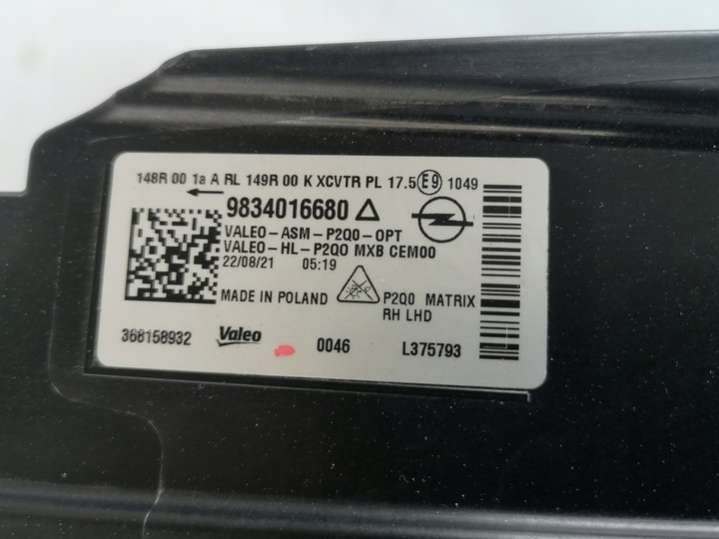 148R 00 1a A RL 149R 00 K XCVTR PL 17.5 E9 1049
9834016680
VALEO-ASM-P2Q0-OPT
VALEO-HL-P2QO MXB CEM00
22/08/21 05:19
MADE IN POLAND P2Q0 MATRIX
RH LHD
368158932 Valeo 0046 L375793